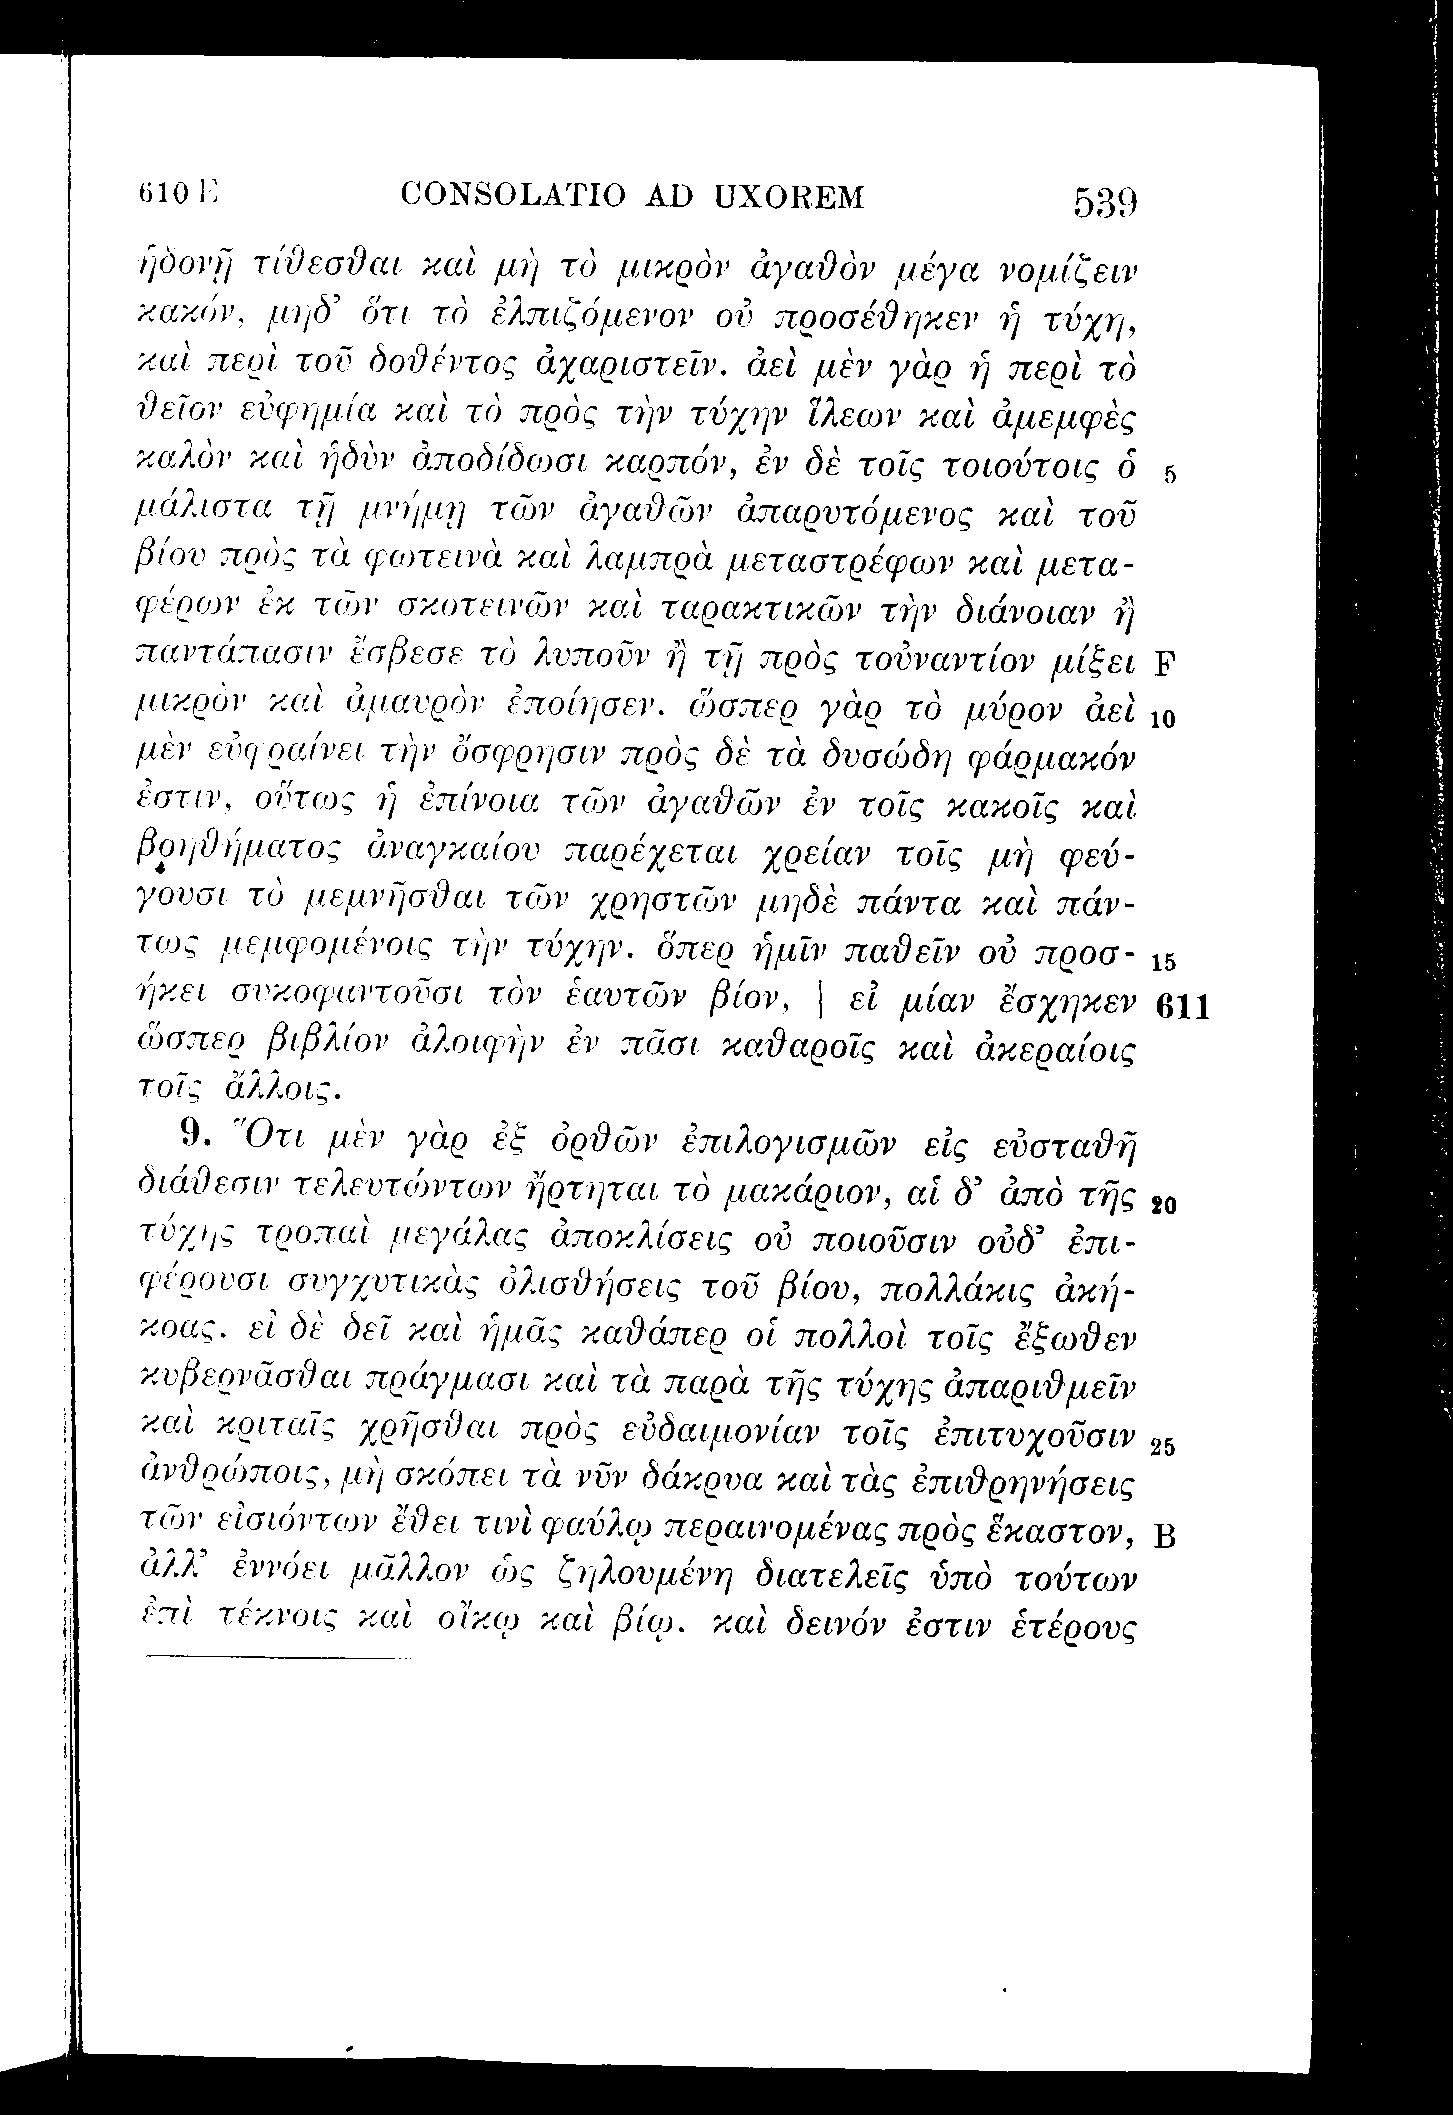 610 E CONSOLATIO AD UXOREM 539
ἡδονῇ τίθεσθαι καὶ μὴ τὸ μικρὸν ἀγαθὸν μέγα νομίζειν
κακόν, μηδ’ ὅτι τὸ ἐλπιζόμενον οὐ προσέθηκεν ἡ τύχη,
καὶ περὶ τοῦ δοθέντος ἀχαριστεῖν. ἀεὶ μὲν γὰρ ἡ περὶ τὸ
θεῖον εὐφημία καὶ τὸ πρὸς τὴν τύχην ἵλεων καὶ ἀμεμφὲς
καλὸν καὶ ἡδὺν ἀποδίδωσι καρπόν, ἐν δὲ τοῖς τοιούτοις ὁ 5
μάλιστα τῇ μνήμῃ τῶν ἀγαθῶν ἀπαρυτόμενος καὶ τοῦ
βίου πρὸς τὰ φωτεινὰ καὶ λαμπρὰ μεταστρέφων καὶ μετα-
φέρων ἐκ τῶν σκοτεινῶν καὶ ταρακτικῶν τὴν διάνοιαν ἢ
παντάπασιν ἔσβεσε τὸ λυποῦν ἢ τῇ πρὸς τοὐναντίον μίξει F
μικρὸν καὶ ἀμαυρὸν ἐποίησεν. ὥσπερ γὰρ τὸ μύρον ἀεὶ 10
μὲν εὐφραίνει τὴν ὄσφρησιν πρὸς δὲ τὰ δυσώδη φάρμακόν
ἐστιν, οὕτως ἡ ἐπίνοια τῶν ἀγαθῶν ἐν τοῖς κακοῖς καὶ
βοηθήματος ἀναγκαίου παρέχεται χρείαν τοῖς μὴ φεύ-
γουσι τὸ μεμνῆσθαι τῶν χρηστῶν μηδὲ πάντα καὶ πάν-
τως μεμφομένοις τὴν τύχην. ὅπερ ἡμῖν παθεῖν οὐ προσ- 15
ήκει συκοφαντοῦσι τὸν ἑαυτῶν βίον, | εἰ μίαν ἔσχηκεν 611
ὥσπερ βιβλίον ἀλοιφὴν ἐν πᾶσι καθαροῖς καὶ ἀκεραίοις
τοῖς ἄλλοις.
9. Ὅτι μὲν γὰρ ἐξ ὀρθῶν ἐπιλογισμῶν εἰς εὐσταθῆ
διάθεσιν τελευτώντων ἤρτηται τὸ μακάριον, αἱ δ’ ἀπὸ τῆς 20
τύχης τροπαὶ μεγάλας ἀποκλίσεις οὐ ποιοῦσιν οὐδ’ ἐπι-
φέρουσι συγχυτικὰς ὀλισθήσεις τοῦ βίου, πολλάκις ἀκή-
κοας. εἰ δὲ δεῖ καὶ ἡμᾶς καθάπερ οἱ πολλοὶ τοῖς ἔξωθεν
κυβερνᾶσθαι πράγμασι καὶ τὰ παρὰ τῆς τύχης ἀπαριθμεῖν
καὶ κριταῖς χρῆσθαι πρὸς εὐδαιμονίαν τοῖς ἐπιτυχοῦσιν 25
ἀνθρώποις, μὴ σκόπει τὰ νῦν δάκρυα καὶ τὰς ἐπιθρηνήσεις
τῶν εἰσιόντων ἔθει τινὶ φαύλῳ περαινομένας πρὸς ἕκαστον, B
ἀλλ’ ἐννόει μᾶλλον ὡς ζηλουμένη διατελεῖς ὑπὸ τούτων
ἐπὶ τέκνοις καὶ οἴκῳ καὶ βίῳ. καὶ δεινόν ἐστιν ἑτέρους